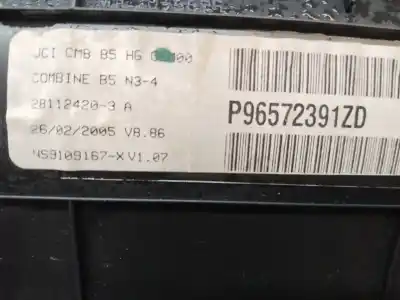 JCI CMB B5 HG
COMBINE B5 N3-4
28112420-3 A
26/02/2005 V8.86
NS9109167-X V1.07
P96572391ZD